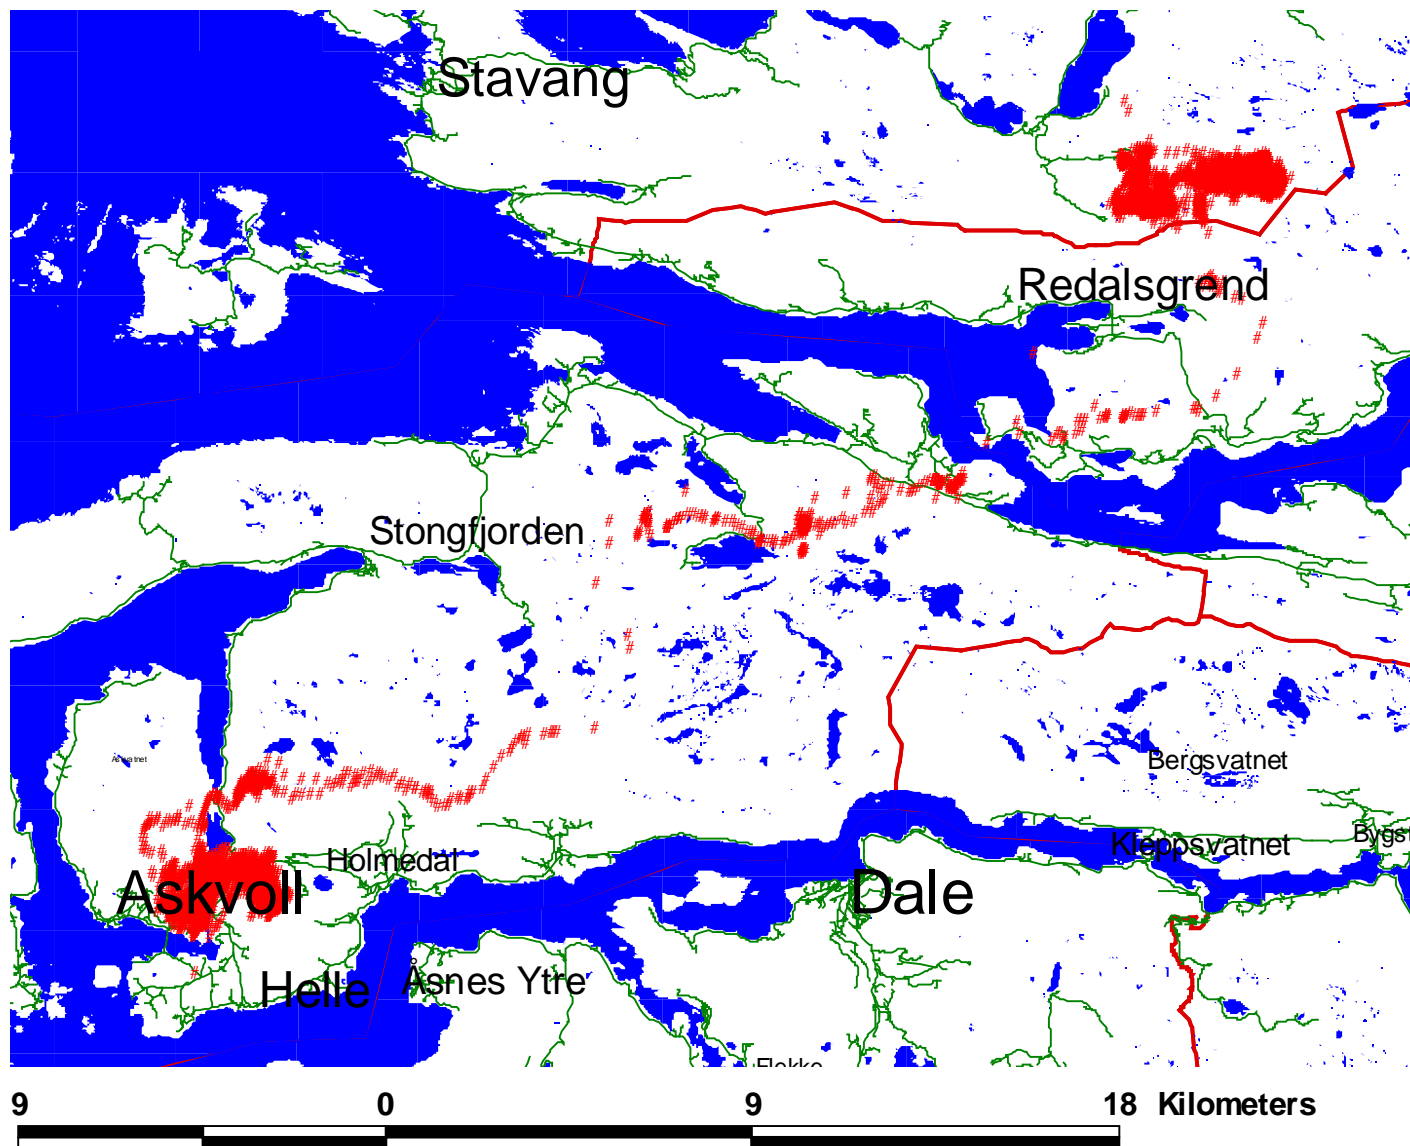 Stavang
Redalsgrend
Stongfjorden
Bergsvatnet
Kleppsvatnet
Holmedal
Askvoll
Dale
Helle
Åsnes Ytre
9 0 9 18 Kilometers